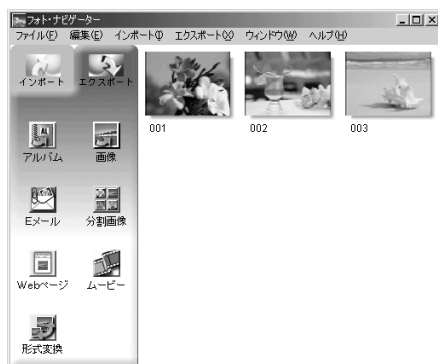 フォト・ナビゲーター
ファイル(F) 編集(E) インポート(I) エクスポート(X) ウィンドウ(W) ヘルプ(H)
インポート エクスポート
001 002 003
アルバム 画像
Eメール 分割画像
Webページ ムービー
形式変換